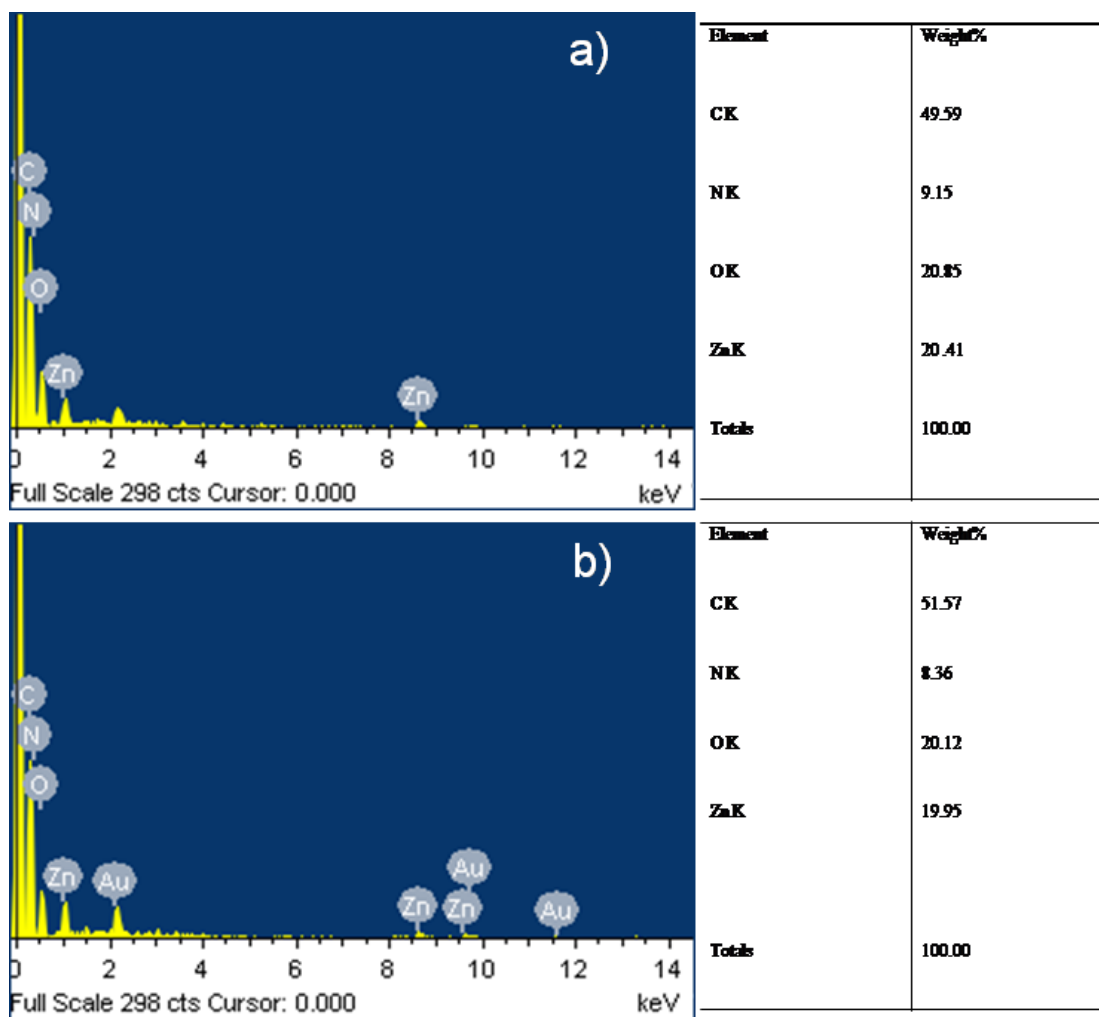 a)
C
N
O
Zn
Zn
0 2 4 6 8 10 12 14
Full Scale 298 cts Cursor: 0.000 keV
Element Weight%
CK 49.59
NK 9.15
OK 20.85
ZnK 20.41
Totals 100.00
b)
C
N
O
Zn
Au
Au
Zn
Zn
Au
0 2 4 6 8 10 12 14
Full Scale 298 cts Cursor: 0.000 keV
Element Weight%
CK 51.57
NK 8.36
OK 20.12
ZnK 19.95
Totals 100.00